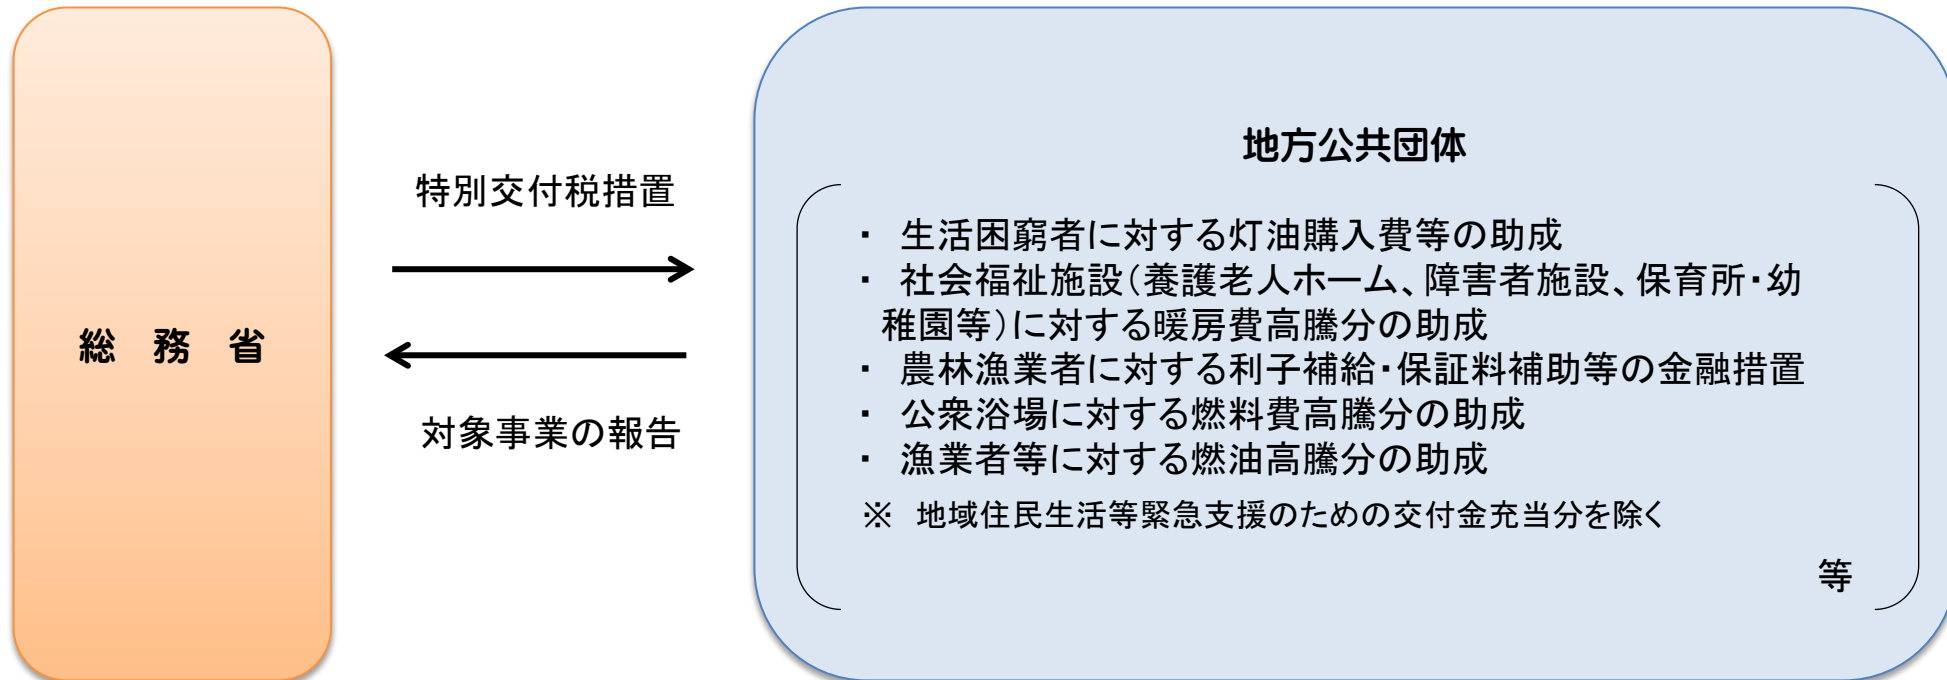 総　務　省
特別交付税措置
対象事業の報告
地方公共団体
・　生活困窮者に対する灯油購入費等の助成
・　社会福祉施設（養護老人ホーム、障害者施設、保育所・幼
稚園等）に対する暖房費高騰分の助成
・　農林漁業者に対する利子補給・保証料補助等の金融措置
・　公衆浴場に対する燃料費高騰分の助成
・　漁業者等に対する燃油高騰分の助成
※　地域住民生活等緊急支援のための交付金充当分を除く
等